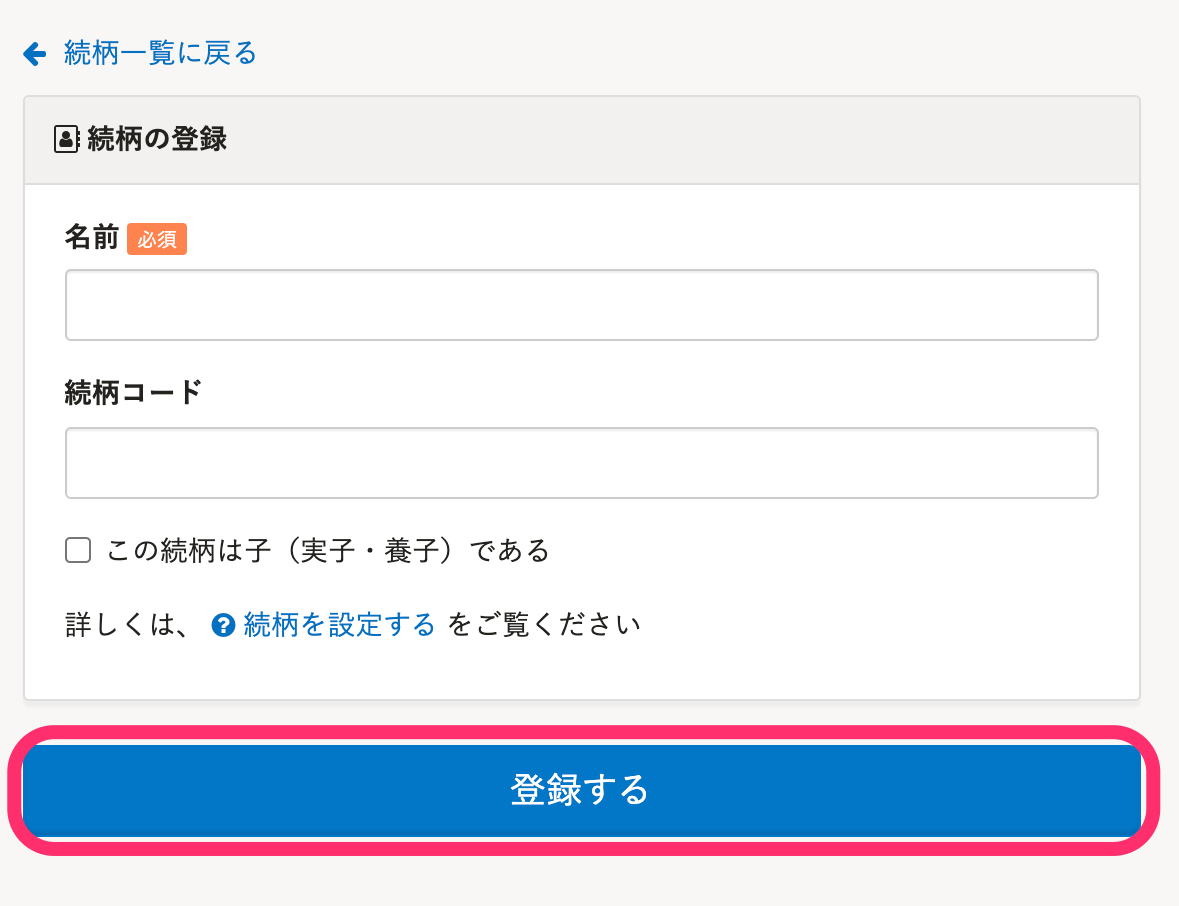 続柄一覧に戻る
続柄の登録
名前 必須
続柄コード
この続柄は子（実子・養子）である
詳しくは、 続柄を設定する をご覧ください
登録する